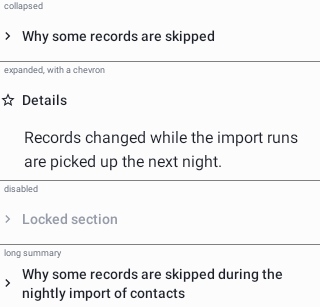 collapsed
Why some records are skipped
expanded, with a chevron
Details
Records changed while the import runs
are picked up the next night.
disabled
Locked section
long summary
Why some records are skipped during the
nightly import of contacts